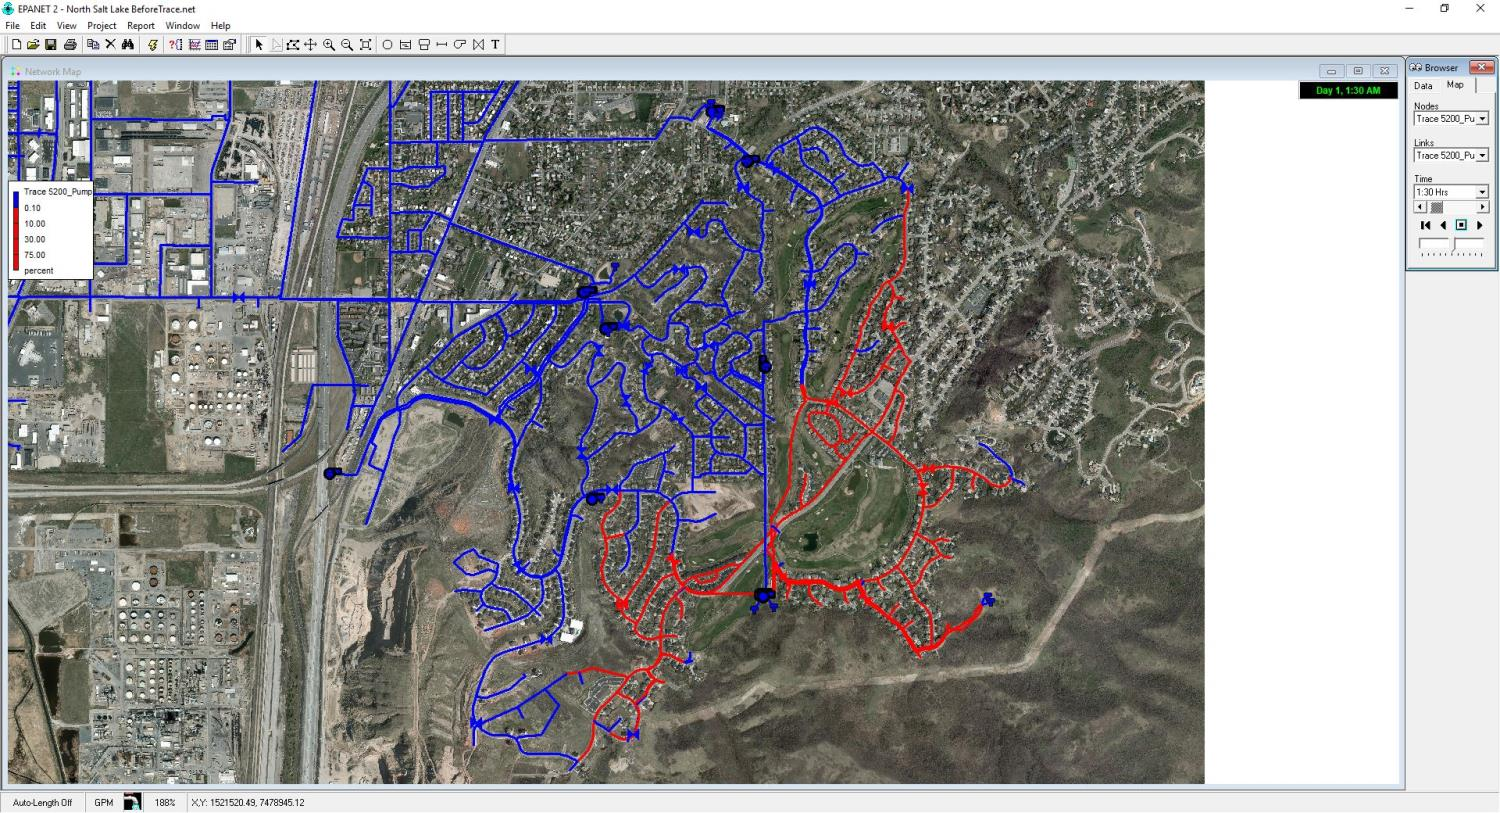 EPANET 2 - North Salt Lake BeforeTrace.net
File Edit View Project Report Window Help
T
Network Map
Day 1, 1:30 AM
Trace 5200_Pump
0.10
10.00
30.00
75.00
percent
Browser
Data Map
Nodes
Trace 5200_Pu
Links
Trace 5200_Pu
Time
1:30 Hrs
Auto-Length Off GPM 188% X,Y: 1521520.49, 7478945.12